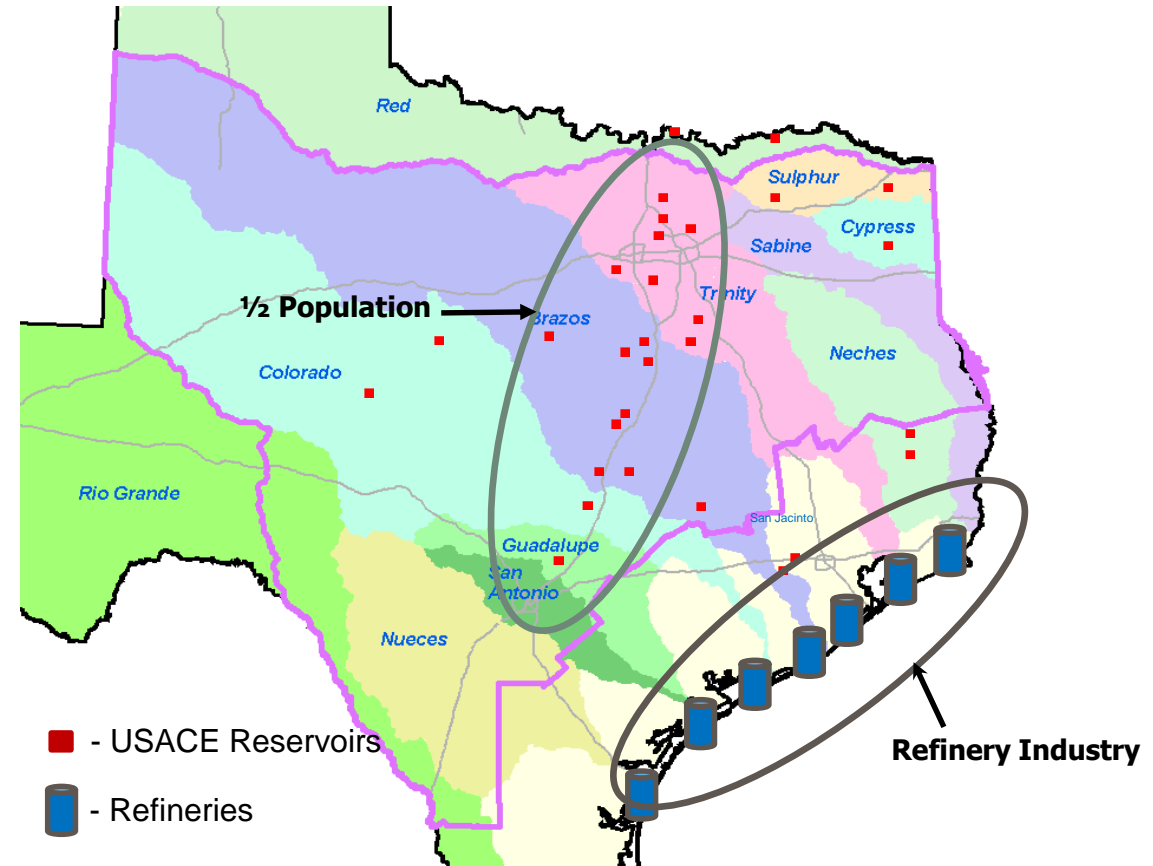 Red
Sulphur
Cypress
Sabine
Trinity
½ Population
Brazos
Neches
Colorado
Rio Grande
San Jacinto
Guadalupe
San
Antonio
Nueces
- USACE Reservoirs
Refinery Industry
- Refineries